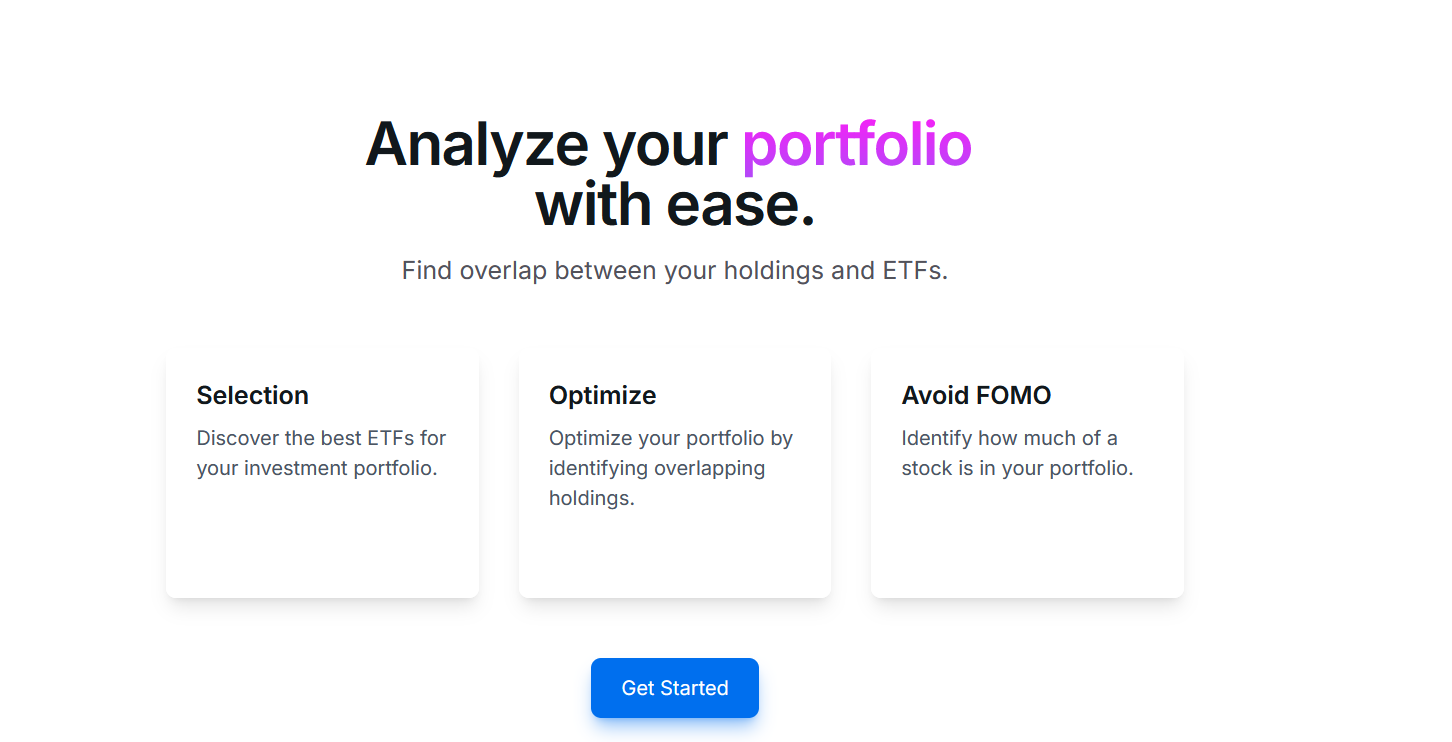 Analyze your portfolio
with ease.
Find overlap between your holdings and ETFs.
Selection
Discover the best ETFs for
your investment portfolio.
Optimize
Optimize your portfolio by
identifying overlapping
holdings.
Avoid FOMO
Identify how much of a
stock is in your portfolio.
Get Started